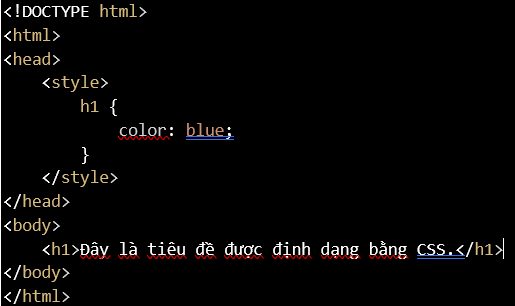 <!DOCTYPE html>
<html>
<head>
    <style>
        h1 {
            color: blue;
        }
    </style>
</head>
<body>
    <h1>Đây là tiêu đề được định dạng bằng CSS.</h1>
</body>
</html>